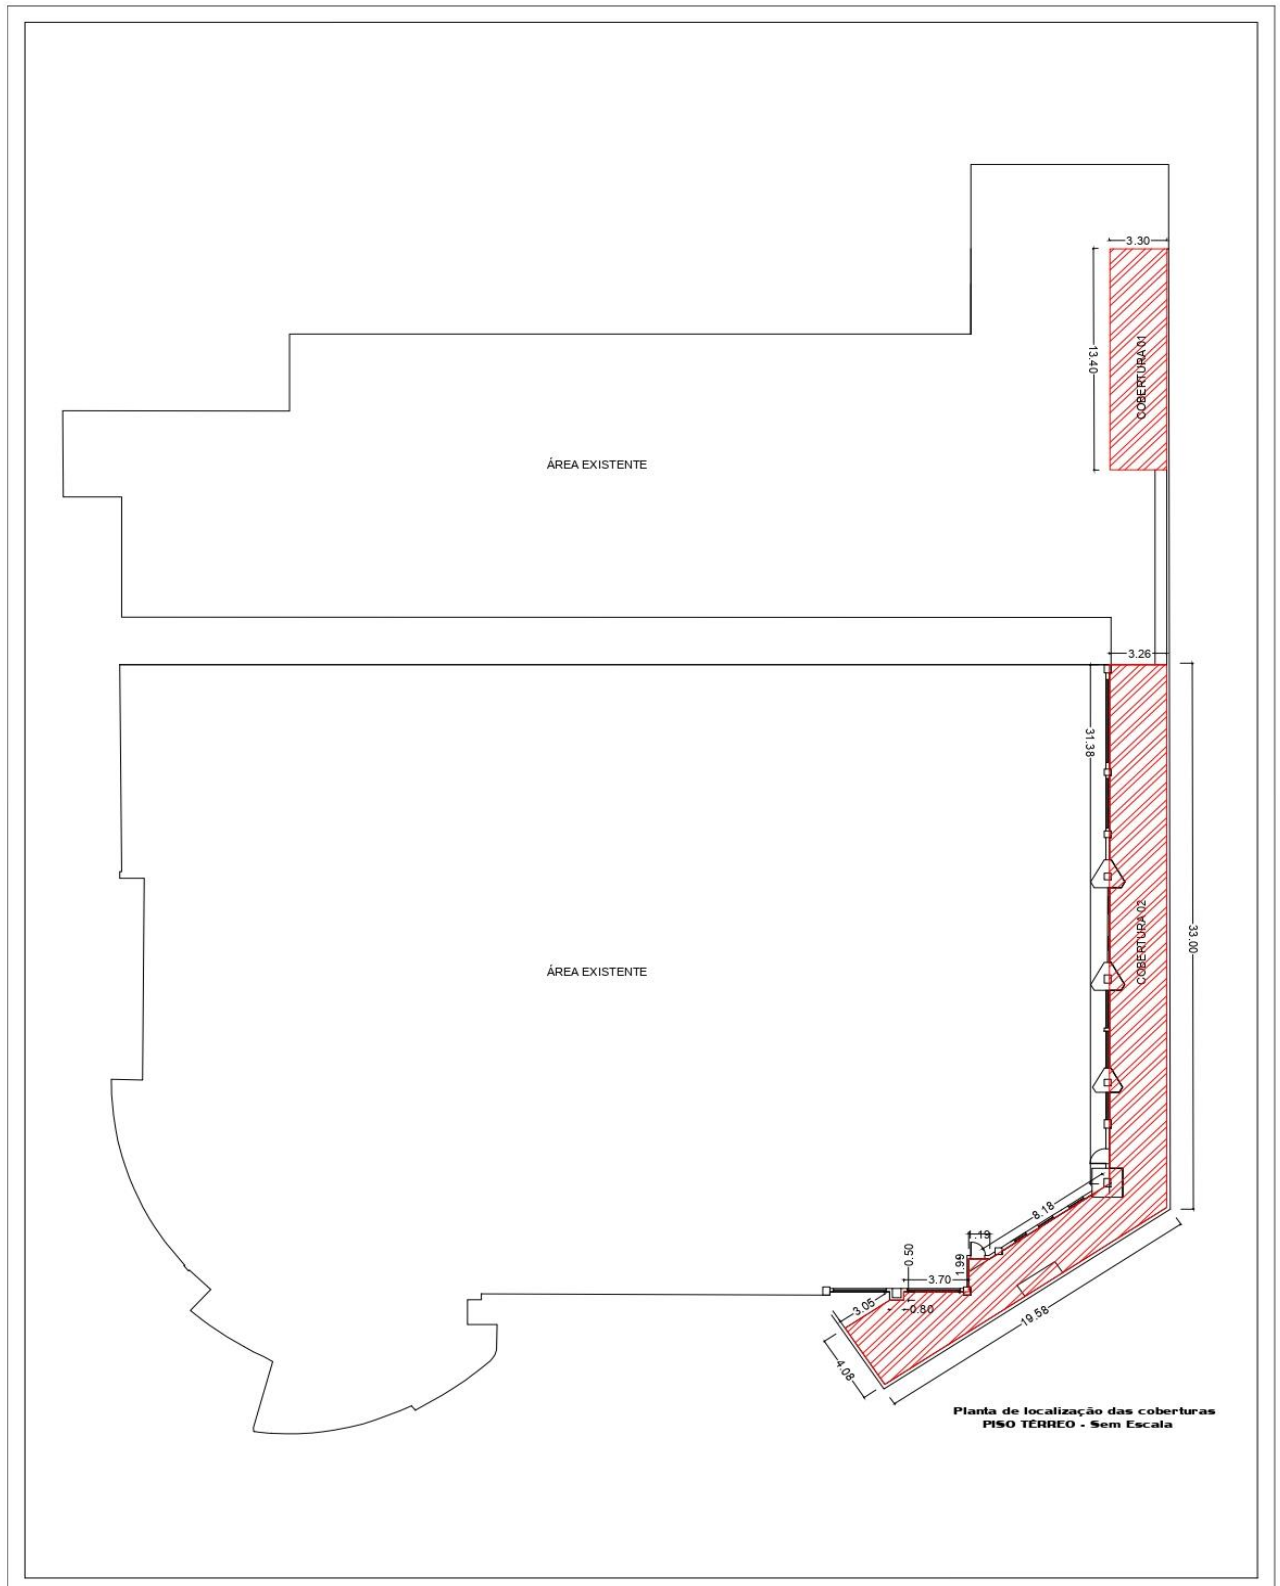 3.30
13.40
COBERTURA 01
ÁREA EXISTENTE
3.26
31.38
COBERTURA 02
33.00
ÁREA EXISTENTE
8.18
1.19
0.50
1.99
3.70
3.05
0.80
19.58
4.08
Planta de localização das coberturas
PISO TÉRREO - Sem Escala